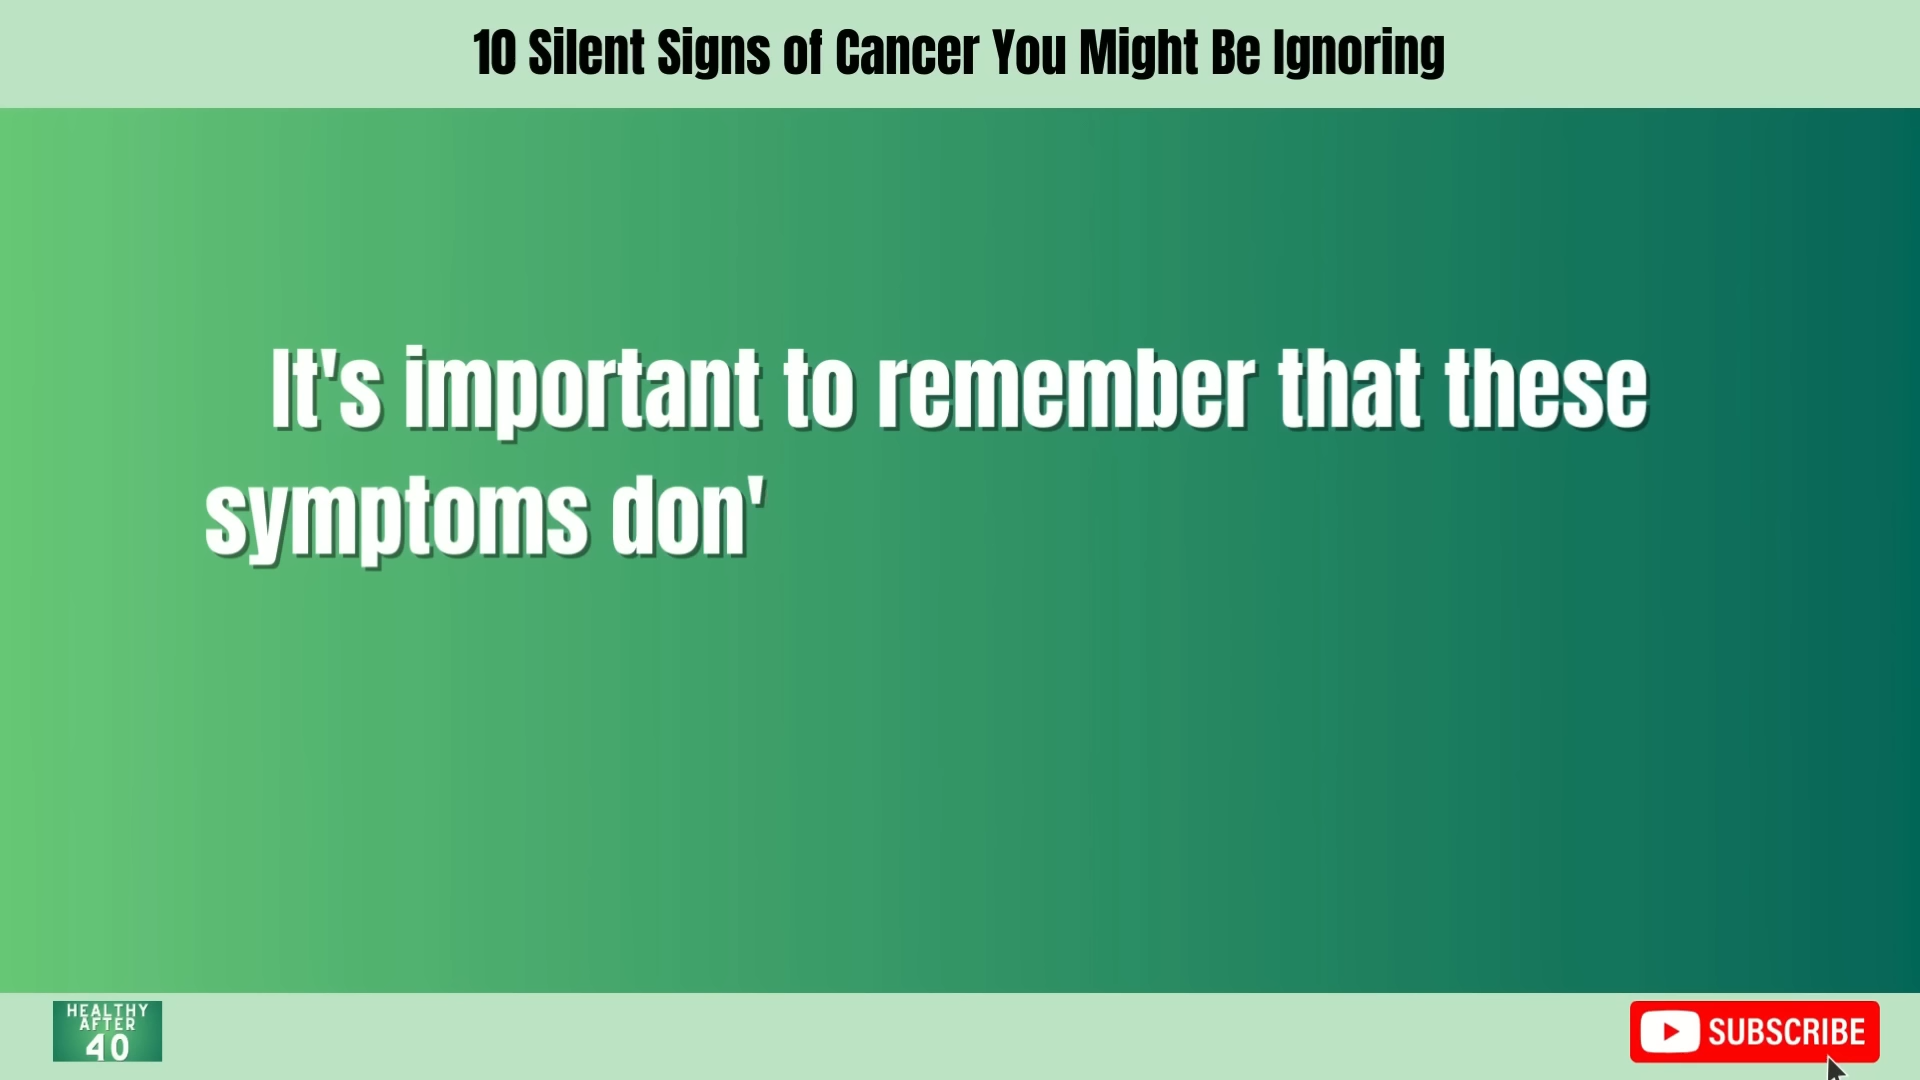 10 Silent Signs of Cancer You Might Be Ignoring
It's important to remember that these
symptoms don'
HEALTHY
AFTER
40
SUBSCRIBE